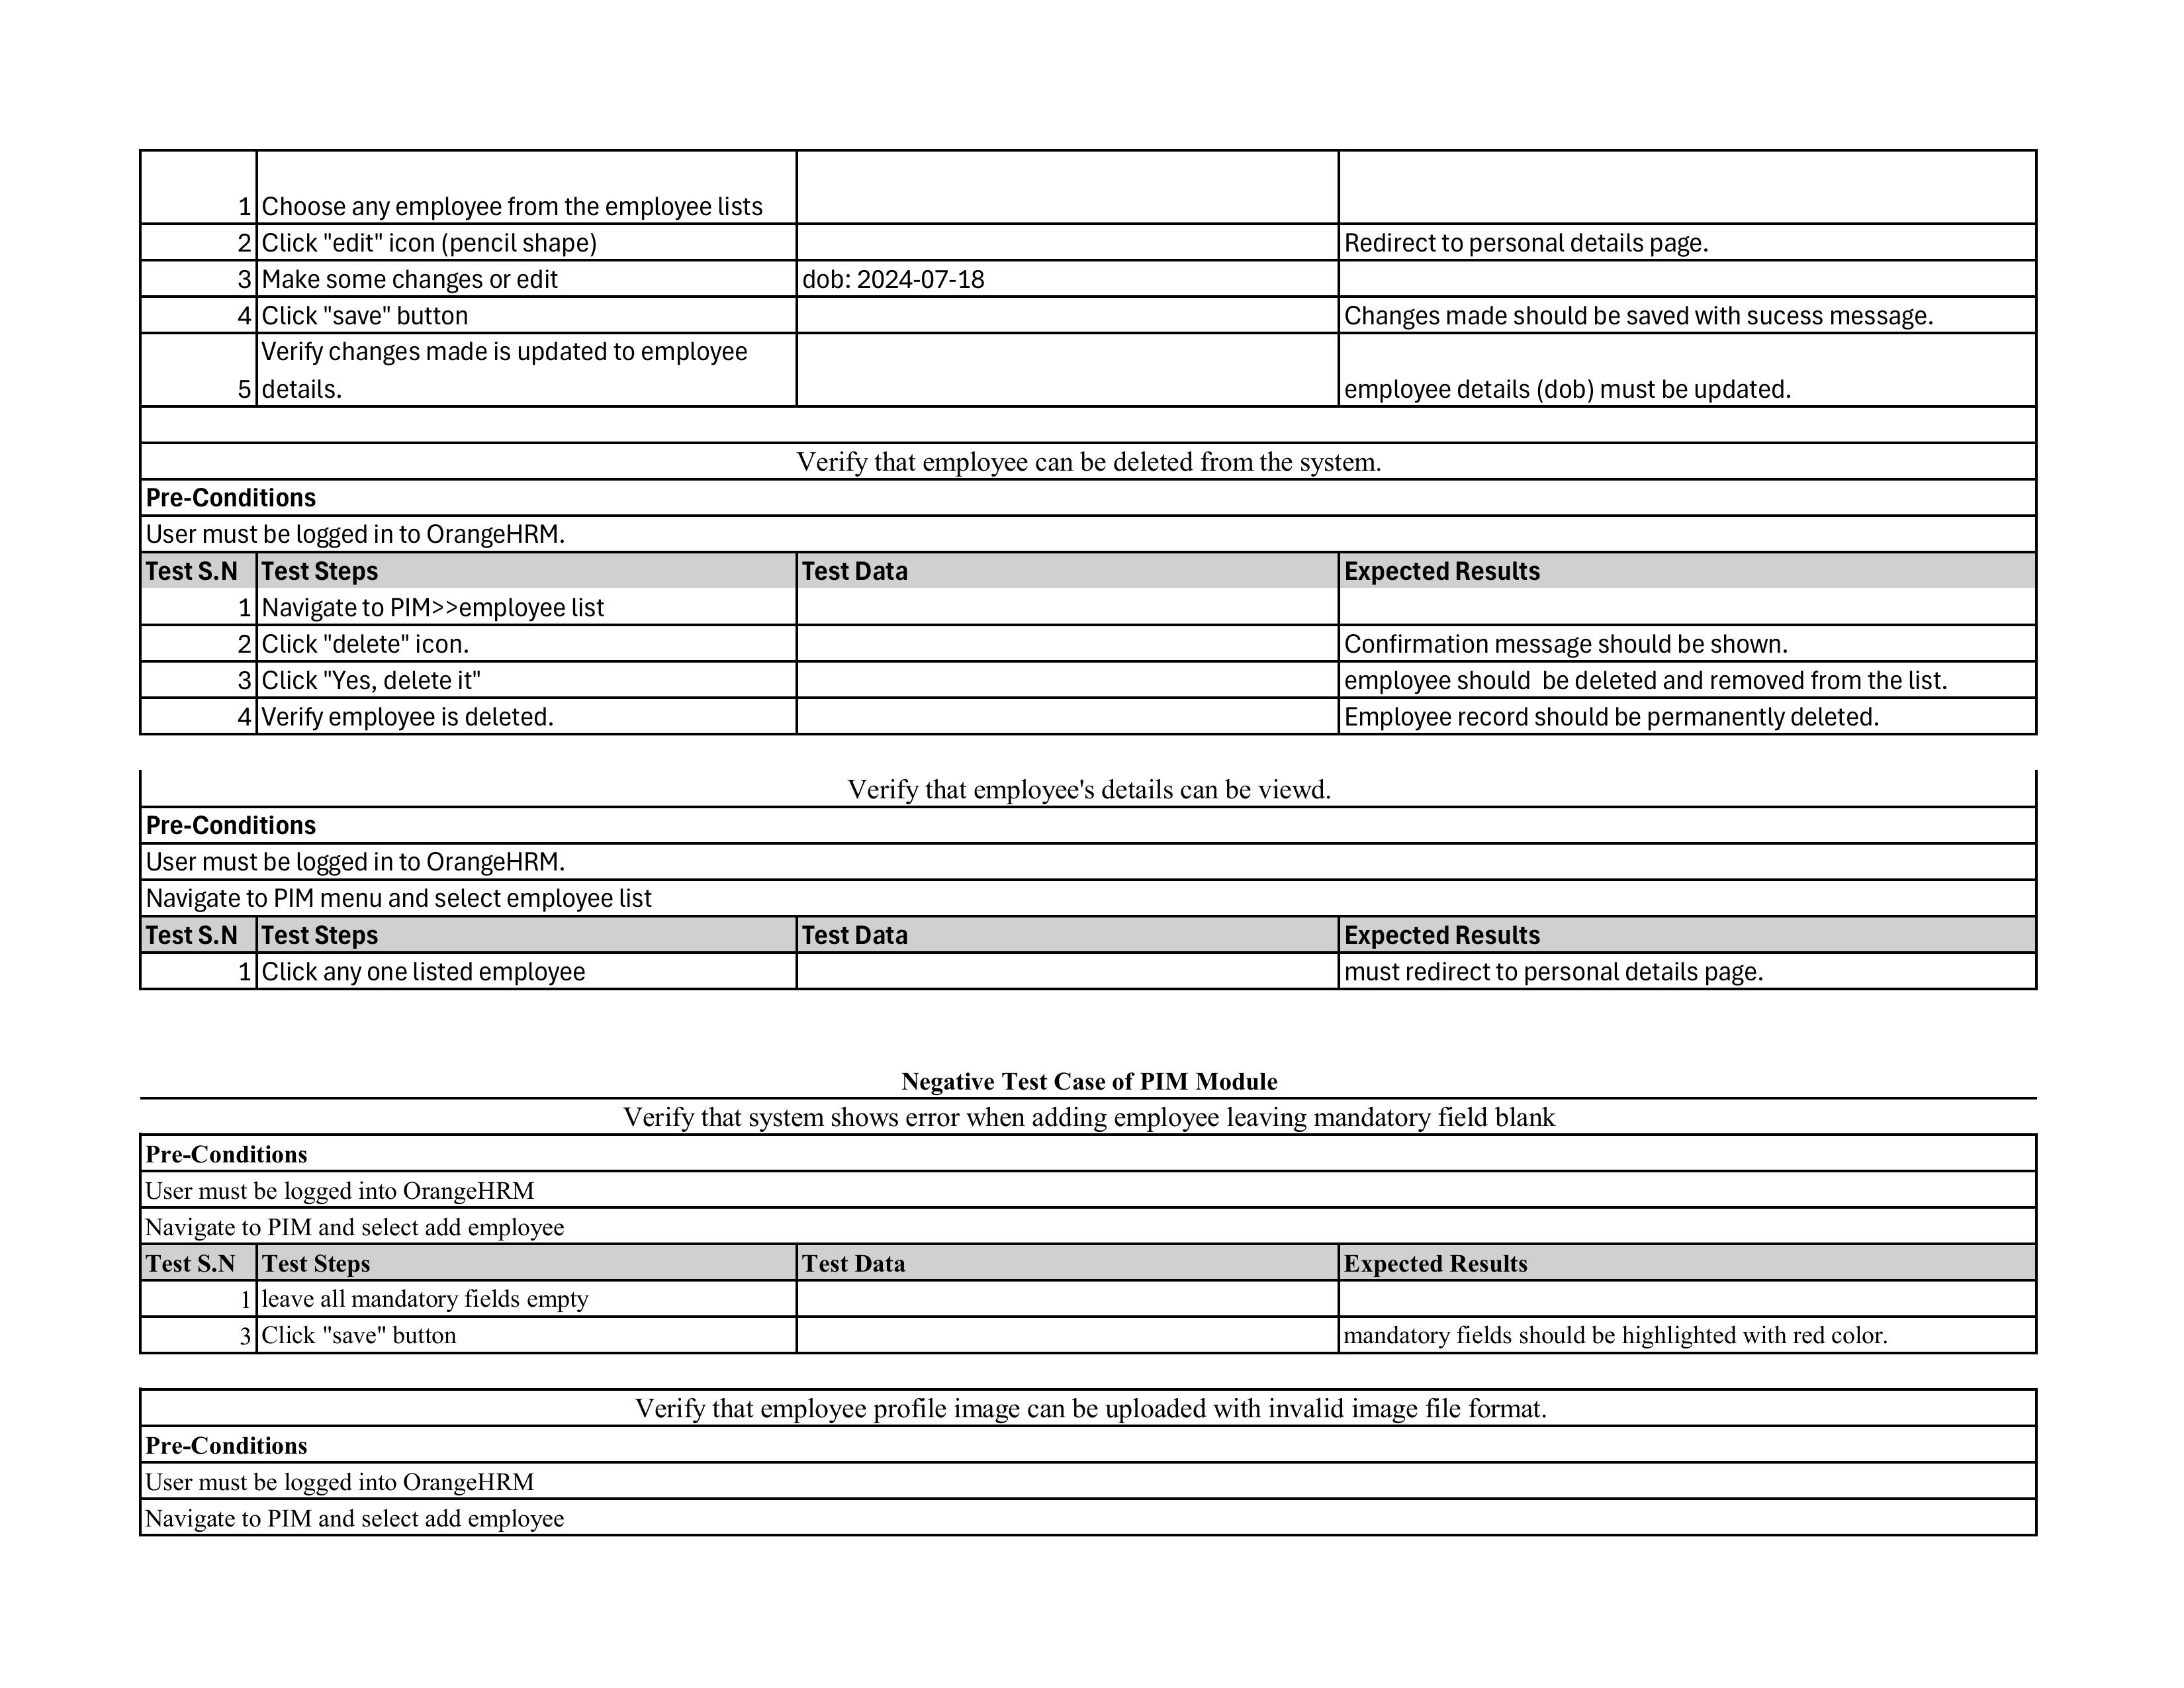 1 Choose any employee from the employee lists
2 Click "edit" icon (pencil shape) Redirect to personal details page.
3 Make some changes or edit dob: 2024-07-18
4 Click "save" button Changes made should be saved with sucess message.
Verify changes made is updated to employee
5 details. employee details (dob) must be updated.
Verify that employee can be deleted from the system.
Pre-Conditions
User must be logged in to OrangeHRM.
Test S.N Test Steps Test Data Expected Results
1 Navigate to PIM>>employee list
2 Click "delete" icon. Confirmation message should be shown.
3 Click "Yes, delete it" employee should  be deleted and removed from the list.
4 Verify employee is deleted. Employee record should be permanently deleted.
Verify that employee's details can be viewd.
Pre-Conditions
User must be logged in to OrangeHRM.
Navigate to PIM menu and select employee list
Test S.N Test Steps Test Data Expected Results
1 Click any one listed employee must redirect to personal details page.
Negative Test Case of PIM Module
Verify that system shows error when adding employee leaving mandatory field blank
Pre-Conditions
User must be logged into OrangeHRM
Navigate to PIM and select add employee
Test S.N Test Steps Test Data Expected Results
1 leave all mandatory fields empty
3 Click "save" button mandatory fields should be highlighted with red color.
Verify that employee profile image can be uploaded with invalid image file format.
Pre-Conditions
User must be logged into OrangeHRM
Navigate to PIM and select add employee